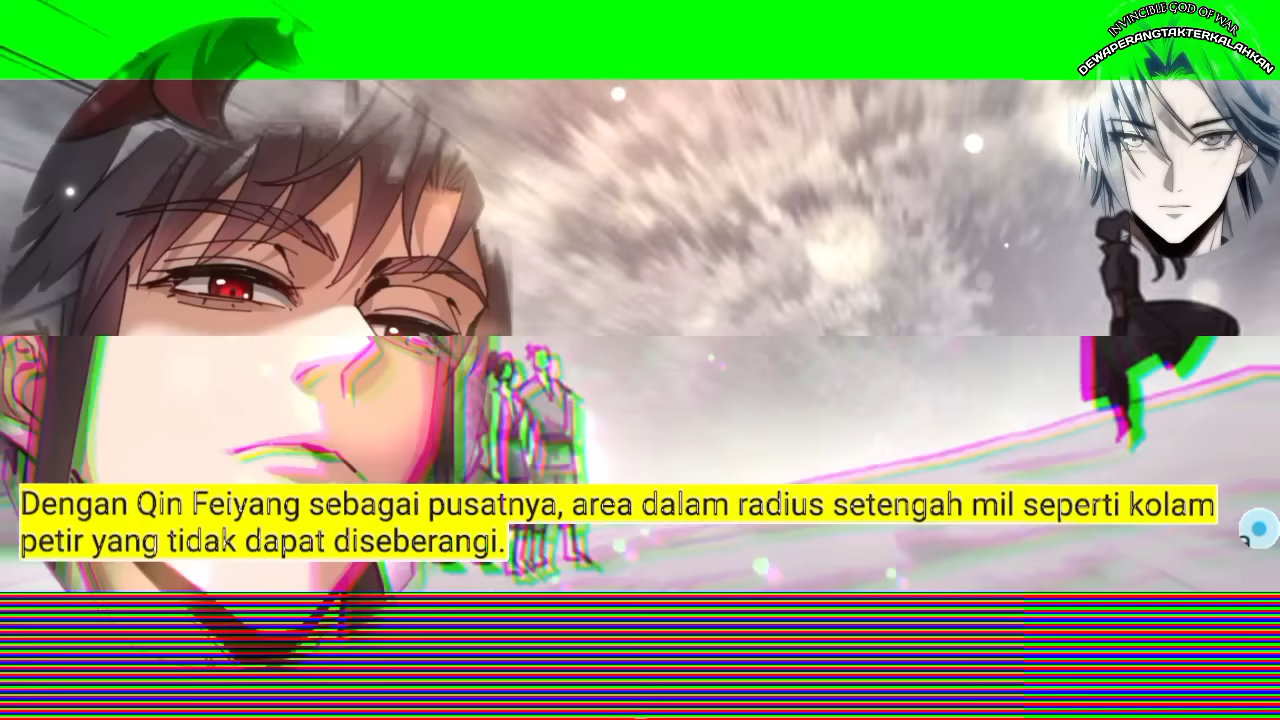 INVINCIBLE GOD OF WAR
DEWAPERANGTAKTERKALAHKAN
Dengan Qin Feiyang sebagai pusatnya, area dalam radius setengah mil seperti kolam
petir yang tidak dapat diseberangi.